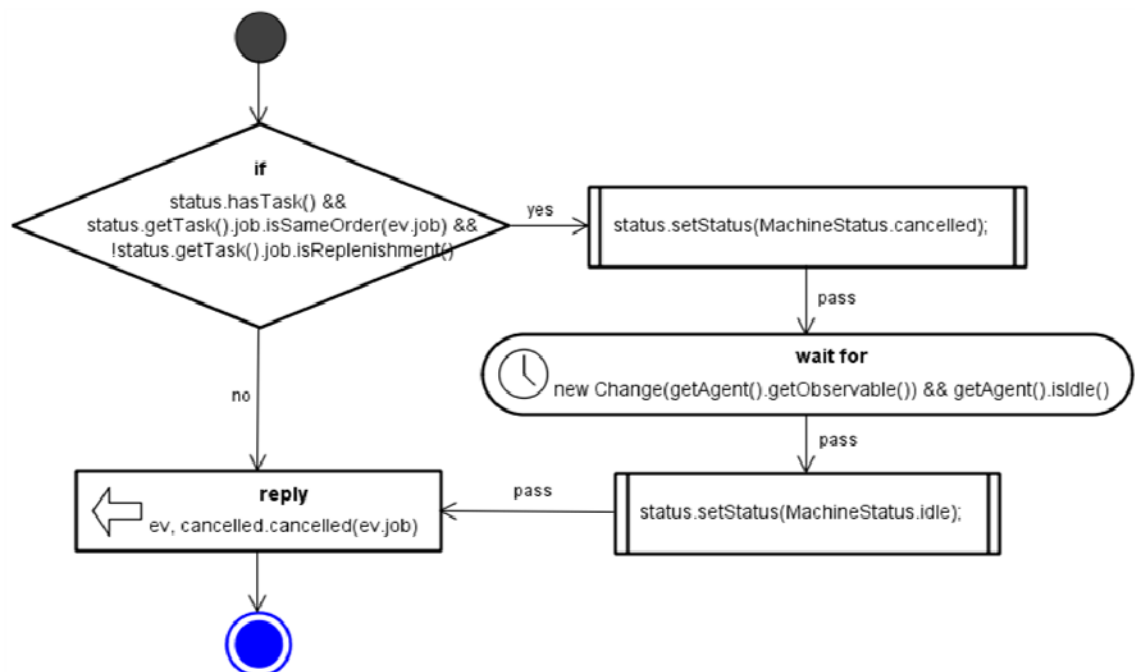 if
status.hasTask() &&
status.getTask().job.isSameOrder(ev.job) &&
!status.getTask().job.isReplenishment()
yes
status.setStatus(MachineStatus.cancelled);
pass
wait for
new Change(getAgent().getObservable()) && getAgent().isIdle()
no
pass
reply
ev, cancelled.cancelled(ev.job)
pass
status.setStatus(MachineStatus.idle);